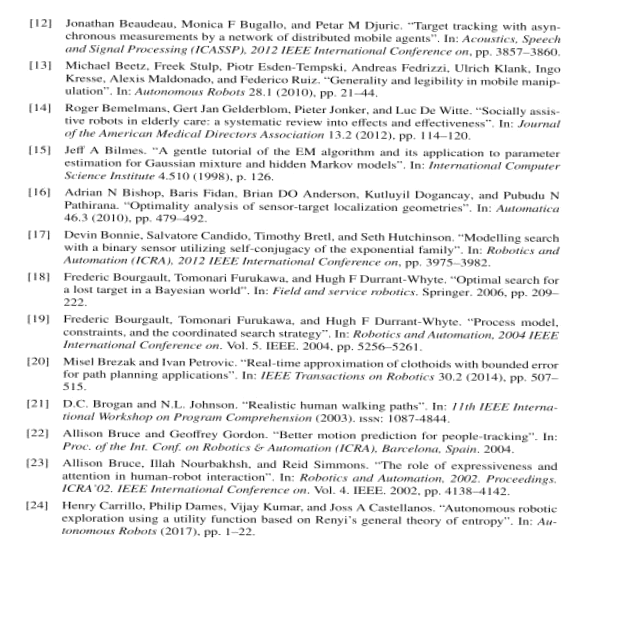 [12] Jonathan Beaudeau, Monica F Bugallo, and Petar M Djuric. “Target tracking with asyn-
chronous measurements by a network of distributed mobile agents”. In: Acoustics, Speech
and Signal Processing (ICASSP), 2012 IEEE International Conference on, pp. 3857–3860.
[13] Michael Beetz, Freek Stulp, Piotr Esden-Tempski, Andreas Fedrizzi, Ulrich Klank, Ingo
Kresse, Alexis Maldonado, and Federico Ruiz. “Generality and legibility in mobile manip-
ulation”. In: Autonomous Robots 28.1 (2010), pp. 21–44.
[14] Roger Bemelmans, Gert Jan Gelderblom, Pieter Jonker, and Luc De Witte. “Socially assis-
tive robots in elderly care: a systematic review into effects and effectiveness”. In: Journal
of the American Medical Directors Association 13.2 (2012), pp. 114–120.
[15] Jeff A Bilmes. “A gentle tutorial of the EM algorithm and its application to parameter
estimation for Gaussian mixture and hidden Markov models”. In: International Computer
Science Institute 4.510 (1998), p. 126.
[16] Adrian N Bishop, Baris Fidan, Brian DO Anderson, Kutluyil Dogancay, and Pubudu N
Pathirana. “Optimality analysis of sensor-target localization geometries”. In: Automatica
46.3 (2010), pp. 479–492.
[17] Devin Bonnie, Salvatore Candido, Timothy Bretl, and Seth Hutchinson. “Modelling search
with a binary sensor utilizing self-conjugacy of the exponential family”. In: Robotics and
Automation (ICRA), 2012 IEEE International Conference on, pp. 3975–3982.
[18] Frederic Bourgault, Tomonari Furukawa, and Hugh F Durrant-Whyte. “Optimal search for
a lost target in a Bayesian world”. In: Field and service robotics. Springer. 2006, pp. 209–
222.
[19] Frederic Bourgault, Tomonari Furukawa, and Hugh F Durrant-Whyte. “Process model,
constraints, and the coordinated search strategy”. In: Robotics and Automation, 2004 IEEE
International Conference on. Vol. 5. IEEE. 2004, pp. 5256–5261.
[20] Misel Brezak and Ivan Petrovic. “Real-time approximation of clothoids with bounded error
for path planning applications”. In: IEEE Transactions on Robotics 30.2 (2014), pp. 507–
515.
[21] D.C. Brogan and N.L. Johnson. “Realistic human walking paths”. In: 11th IEEE Interna-
tional Workshop on Program Comprehension (2003). ISSN: 1087-4844.
[22] Allison Bruce and Geoffrey Gordon. “Better motion prediction for people-tracking”. In:
Proc. of the Int. Conf. on Robotics & Automation (ICRA), Barcelona, Spain. 2004.
[23] Allison Bruce, Illah Nourbakhsh, and Reid Simmons. “The role of expressiveness and
attention in human-robot interaction”. In: Robotics and Automation, 2002. Proceedings.
ICRA’02. IEEE International Conference on. Vol. 4. IEEE. 2002, pp. 4138–4142.
[24] Henry Carrillo, Philip Dames, Vijay Kumar, and Joss A Castellanos. “Autonomous robotic
exploration using a utility function based on Renyi’s general theory of entropy”. In: Au-
tonomous Robots (2017), pp. 1–22.